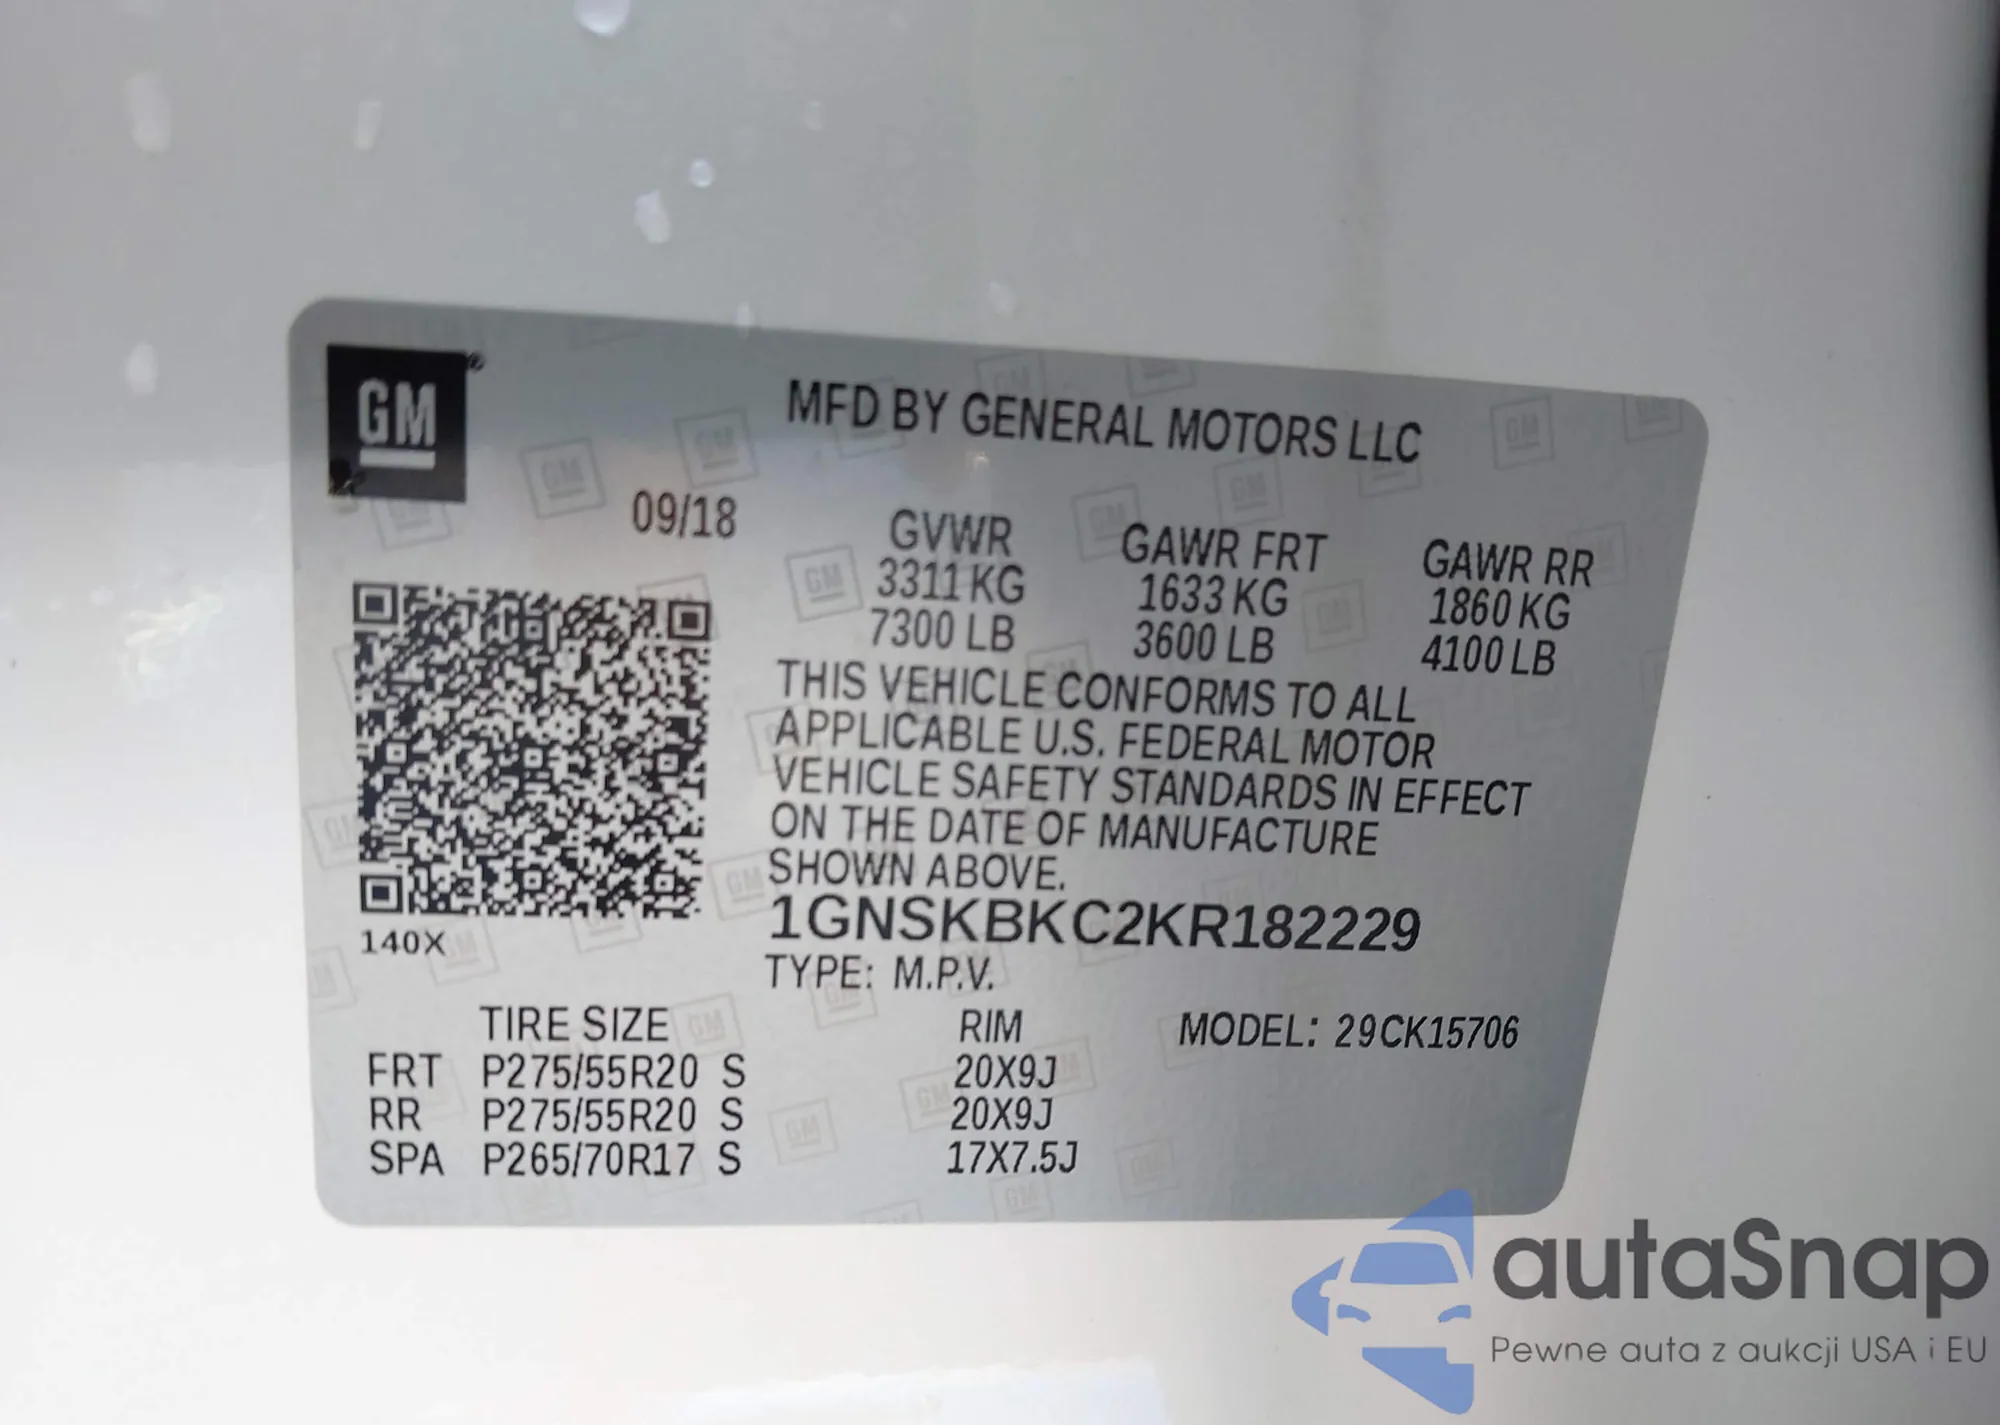 GM
MFD BY GENERAL MOTORS LLC
09/18
GVWR GAWR FRT GAWR RR
3311 KG 1633 KG 1860 KG
7300 LB 3600 LB 4100 LB
THIS VEHICLE CONFORMS TO ALL
APPLICABLE U.S. FEDERAL MOTOR
VEHICLE SAFETY STANDARDS IN EFFECT
ON THE DATE OF MANUFACTURE
SHOWN ABOVE.
1GNSKBKC2KR182229
140X
TYPE: M.P.V.
TIRE SIZE RIM MODEL: 29CK15706
FRT P275/55R20 S 20X9J
RR P275/55R20 S 20X9J
SPA P265/70R17 S 17X7.5J
autaSnap
Pewne auta z aukcji USA i EU